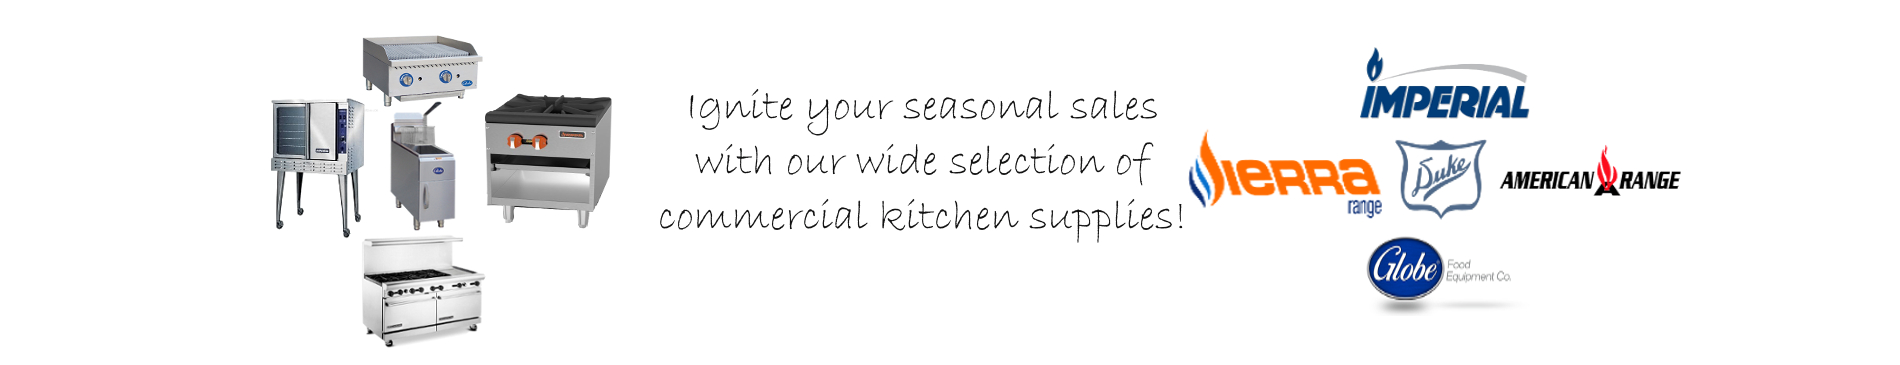 Ignite your seasonal sales
with our wide selection of
commercial kitchen supplies!
IMPERIAL
SIERRA
range
Duke
AMERICAN RANGE
Globe
Food
Equipment Co.